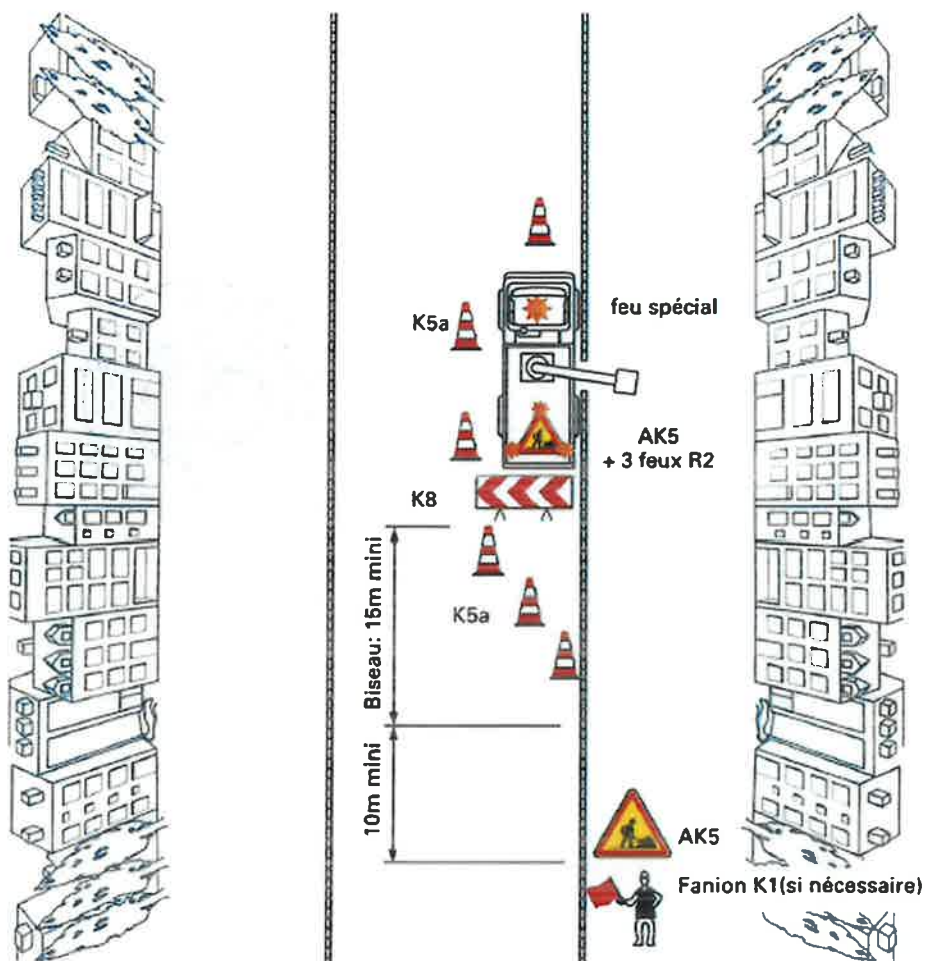 feu spécial
K5a
AK5
+ 3 feux R2
K8
Biseau: 15m mini
K5a
10m mini
AK5
Fanion K1(si nécessaire)